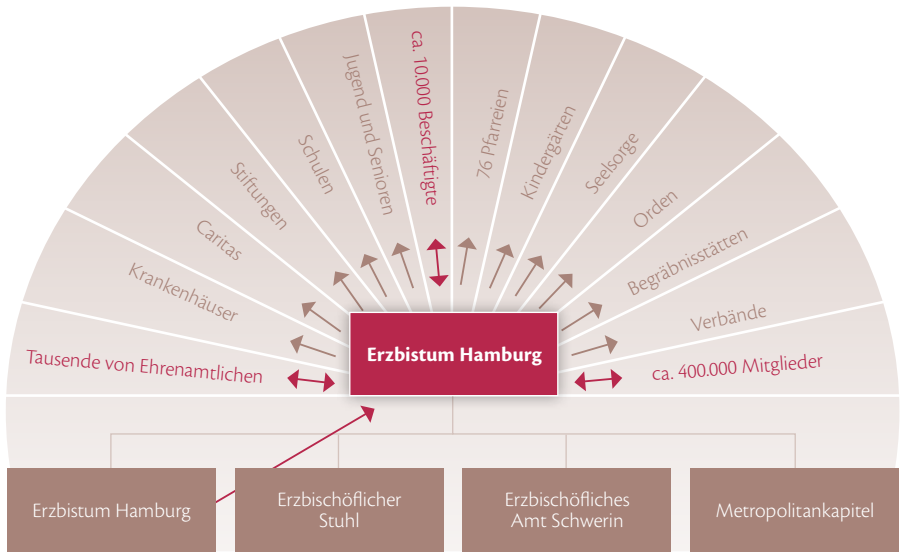 Tausende von Ehrenamtlichen
Krankenhäuser
Caritas
Stiftungen
Schulen
Jugend und Senioren
ca. 10.000 Beschäftigte
76 Pfarreien
Kindergärten
Seelsorge
Orden
Begräbnisstätten
Verbände
ca. 400.000 Mitglieder
Erzbistum Hamburg
Erzbistum Hamburg
Erzbischöflicher
Stuhl
Erzbischöfliches
Amt Schwerin
Metropolitankapitel